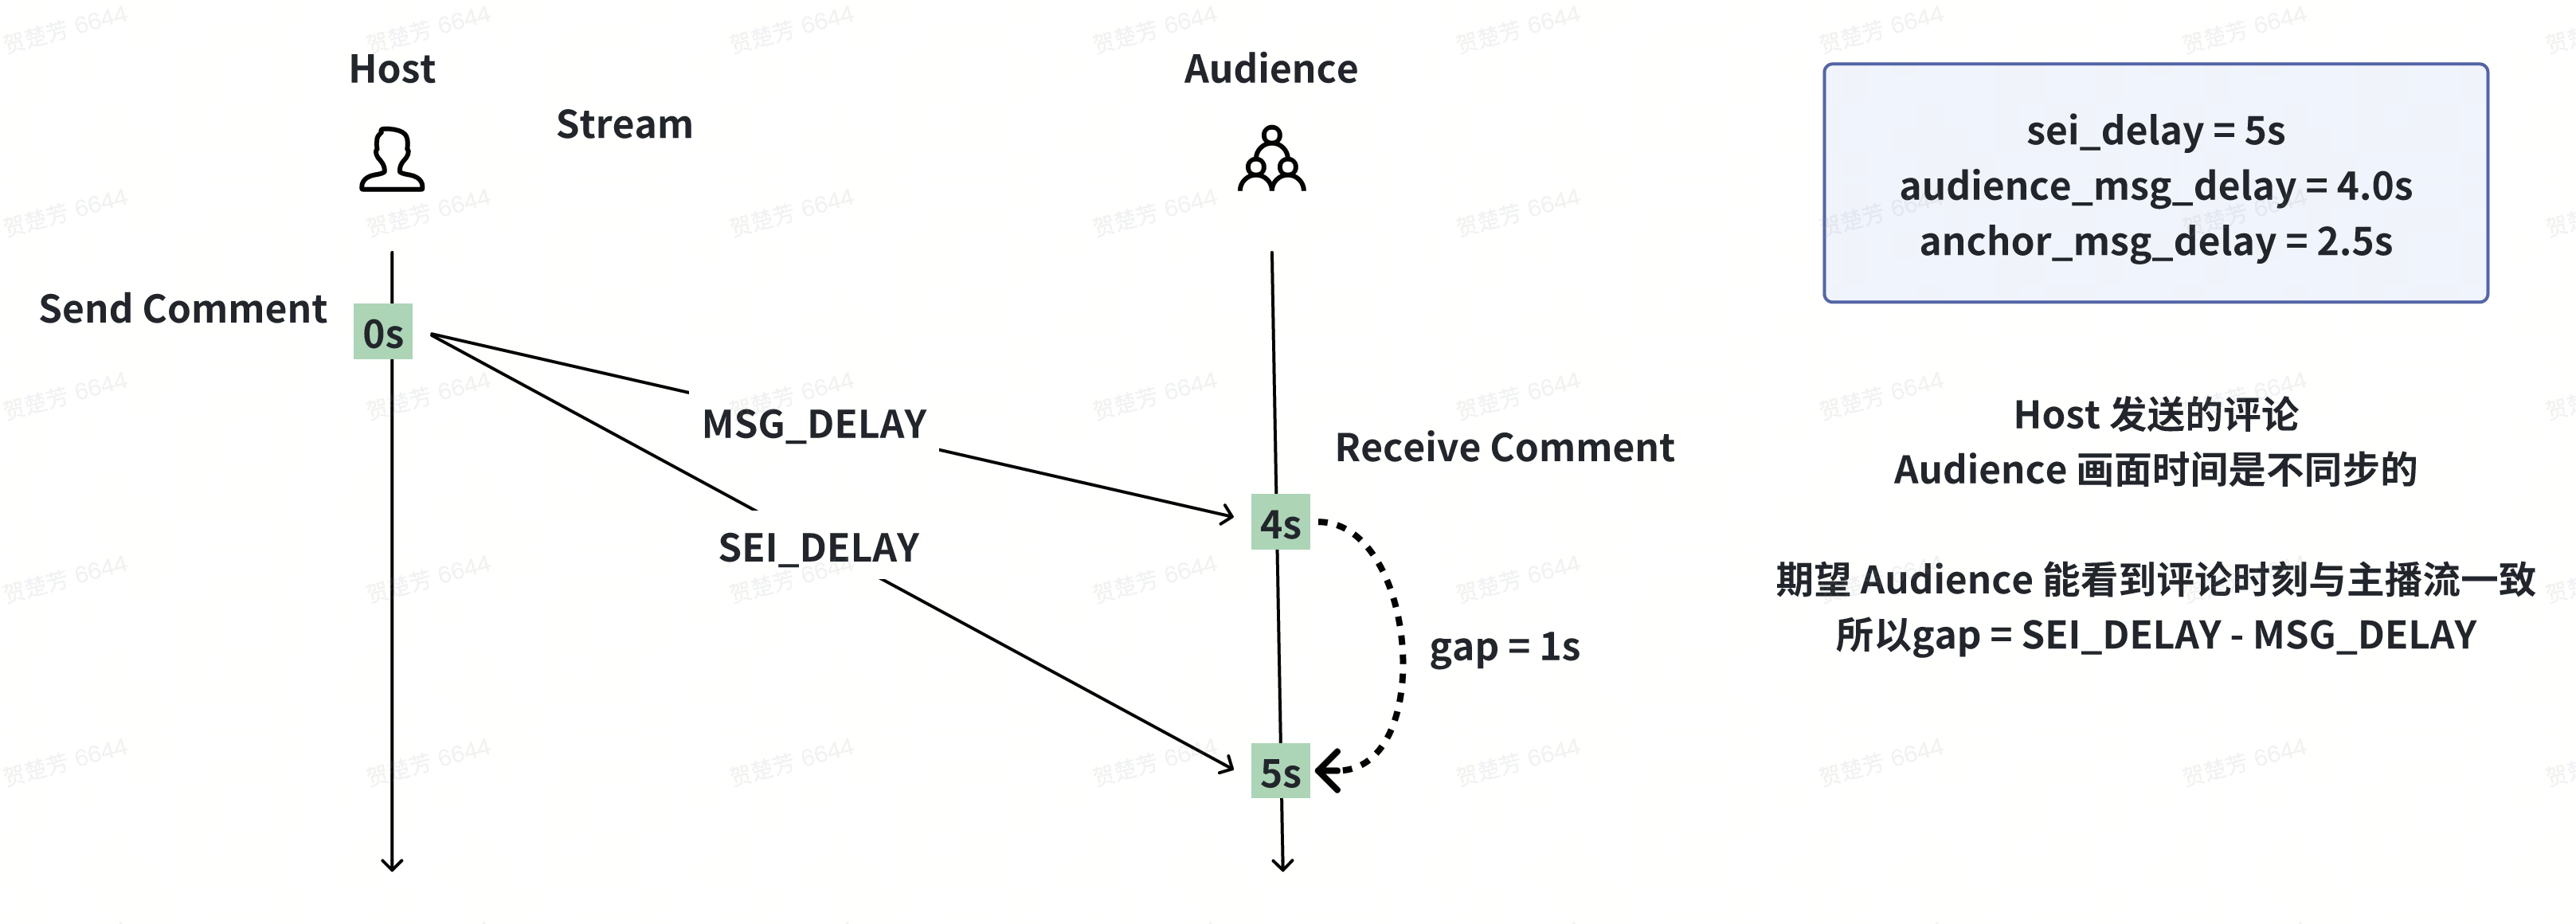 Host
Audience
Stream
sei_delay = 5s
audience_msg_delay = 4.0s
anchor_msg_delay = 2.5s
Send Comment
0s
MSG_DELAY
Receive Comment
4s
SEI_DELAY
gap = 1s
5s
Host 发送的评论
Audience 画面时间是不同步的
期望 Audience 能看到评论时刻与主播流一致
所以gap = SEI_DELAY - MSG_DELAY
贺楚芳 6644